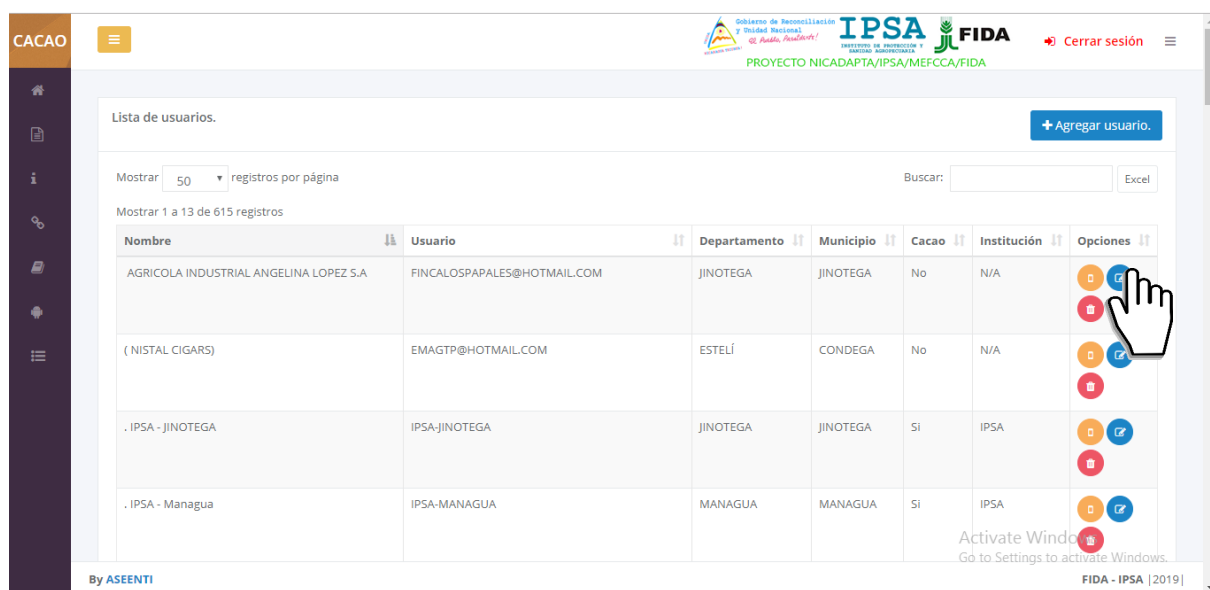 CACAO
Gobierno de Reconciliación
y Unidad Nacional
El Pueblo, Presidente!
IPSA
INSTITUTO DE PROTECCIÓN Y
SANIDAD AGROPECUARIA
FIDA
PROYECTO NICADAPTA/IPSA/MEFCCA/FIDA
Cerrar sesión
Lista de usuarios.
+ Agregar usuario.
Mostrar 50 registros por página
Buscar:
Excel
Mostrar 1 a 13 de 615 registros
Nombre Usuario Departamento Municipio Cacao Institución Opciones
AGRICOLA INDUSTRIAL ANGELINA LOPEZ S.A FINCALOSPAPALES@HOTMAIL.COM JINOTEGA JINOTEGA No N/A
( NISTAL CIGARS) EMAGTP@HOTMAIL.COM ESTELÍ CONDEGA No N/A
. IPSA - JINOTEGA IPSA-JINOTEGA JINOTEGA JINOTEGA Si IPSA
. IPSA - Managua IPSA-MANAGUA MANAGUA MANAGUA Si IPSA
Activate Windows
Go to Settings to activate Windows.
By ASEENTI
FIDA - IPSA |2019|